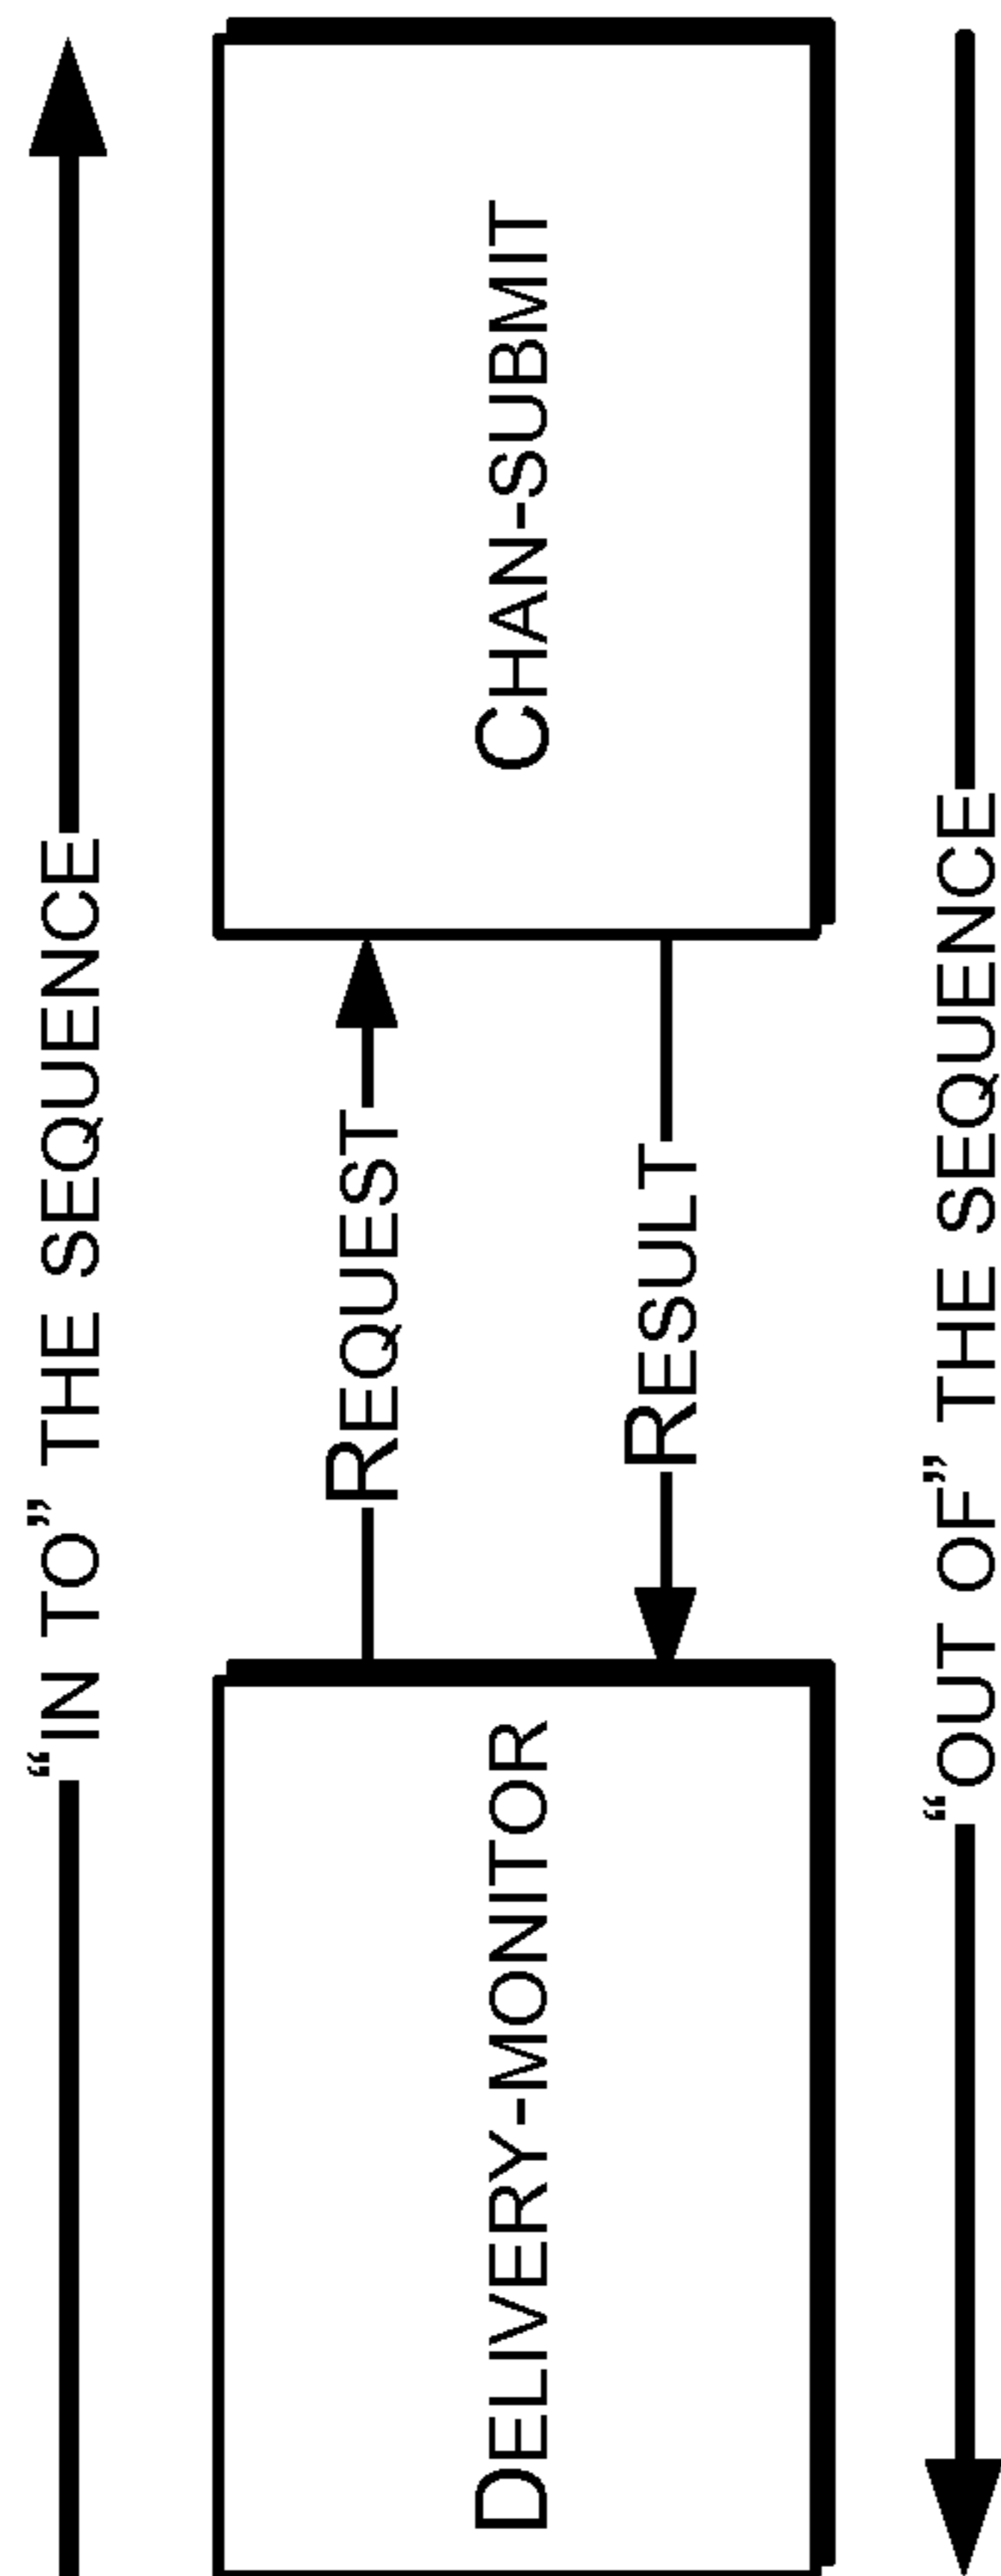 “IN TO” THE SEQUENCE
DELIVERY-MONITOR
REQUEST
CHAN-SUBMIT
RESULT
“OUT OF” THE SEQUENCE